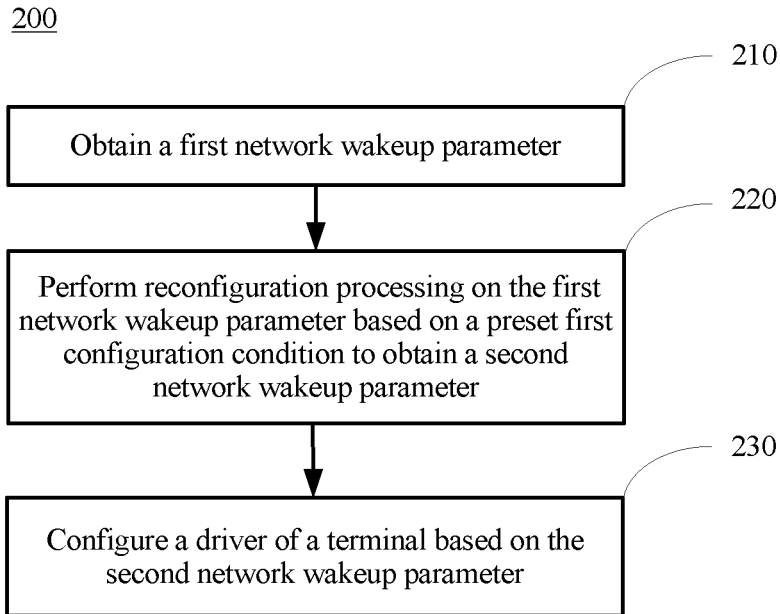 200
210
Obtain a first network wakeup parameter
220
Perform reconfiguration processing on the first
network wakeup parameter based on a preset first
configuration condition to obtain a second
network wakeup parameter
230
Configure a driver of a terminal based on the
second network wakeup parameter